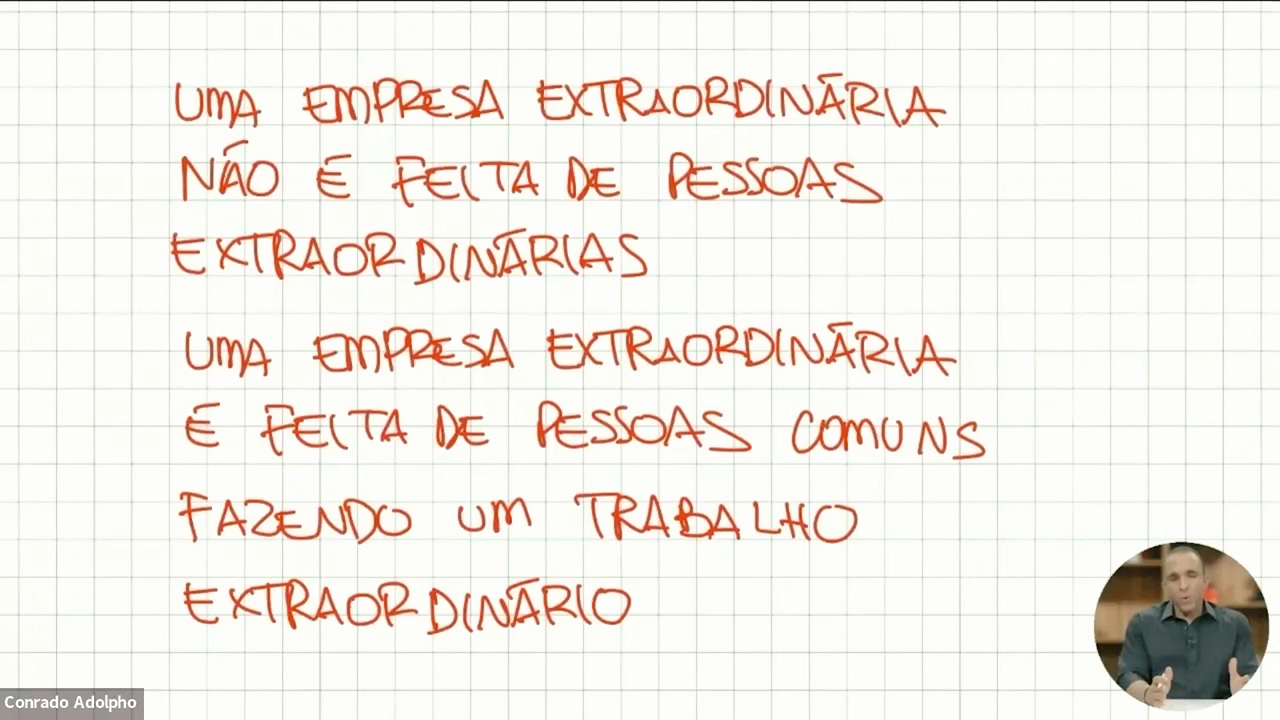 UMA EMPRESA EXTRAORDINÁRIA
NÃO É FEITA DE PESSOAS
EXTRAORDINÁRIAS
UMA EMPRESA EXTRAORDINÁRIA
É FEITA DE PESSOAS COMUNS
FAZENDO UM TRABALHO
EXTRAORDINÁRIO
Conrado Adolpho